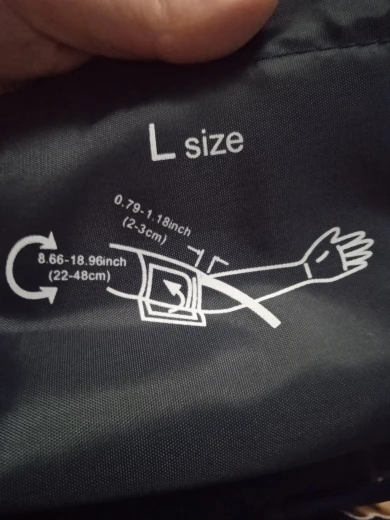 L size
0.79-1.18inch
(2-3cm)
8.66-18.96inch
(22-48cm)